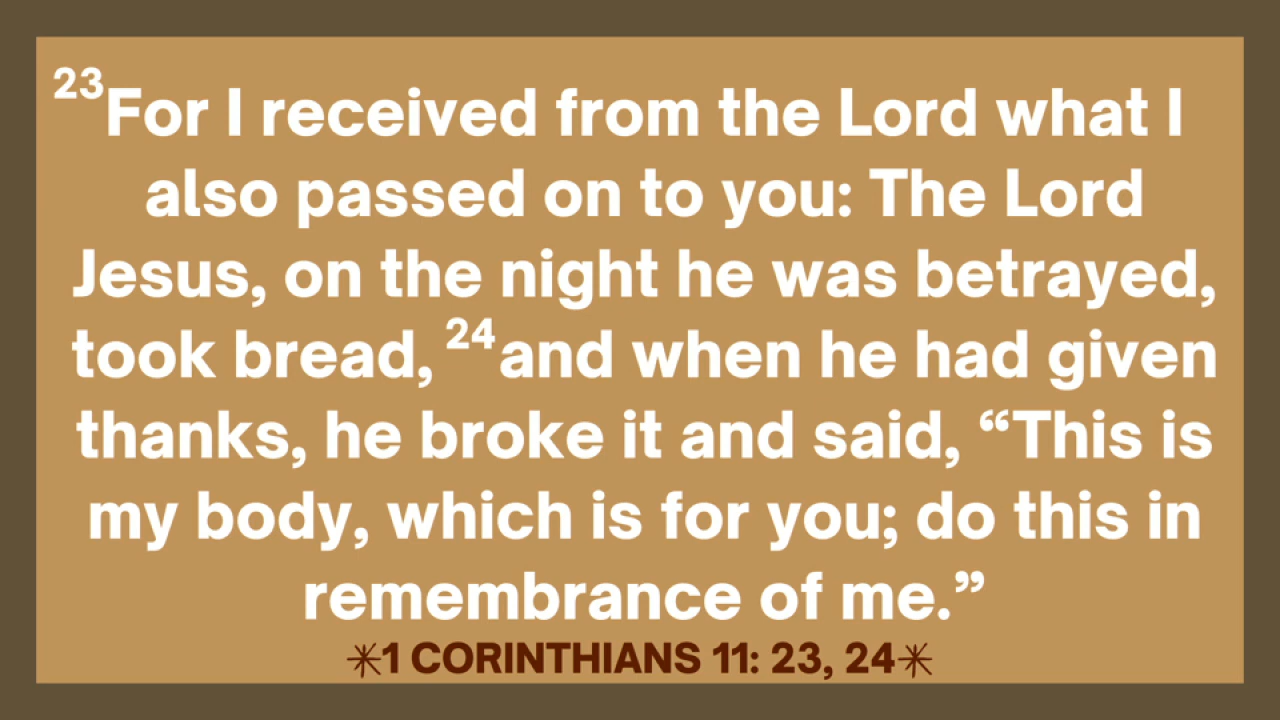 ²³For I received from the Lord what I
also passed on to you: The Lord
Jesus, on the night he was betrayed,
took bread, ²⁴and when he had given
thanks, he broke it and said, “This is
my body, which is for you; do this in
remembrance of me.”
✳1 CORINTHIANS 11: 23, 24✳